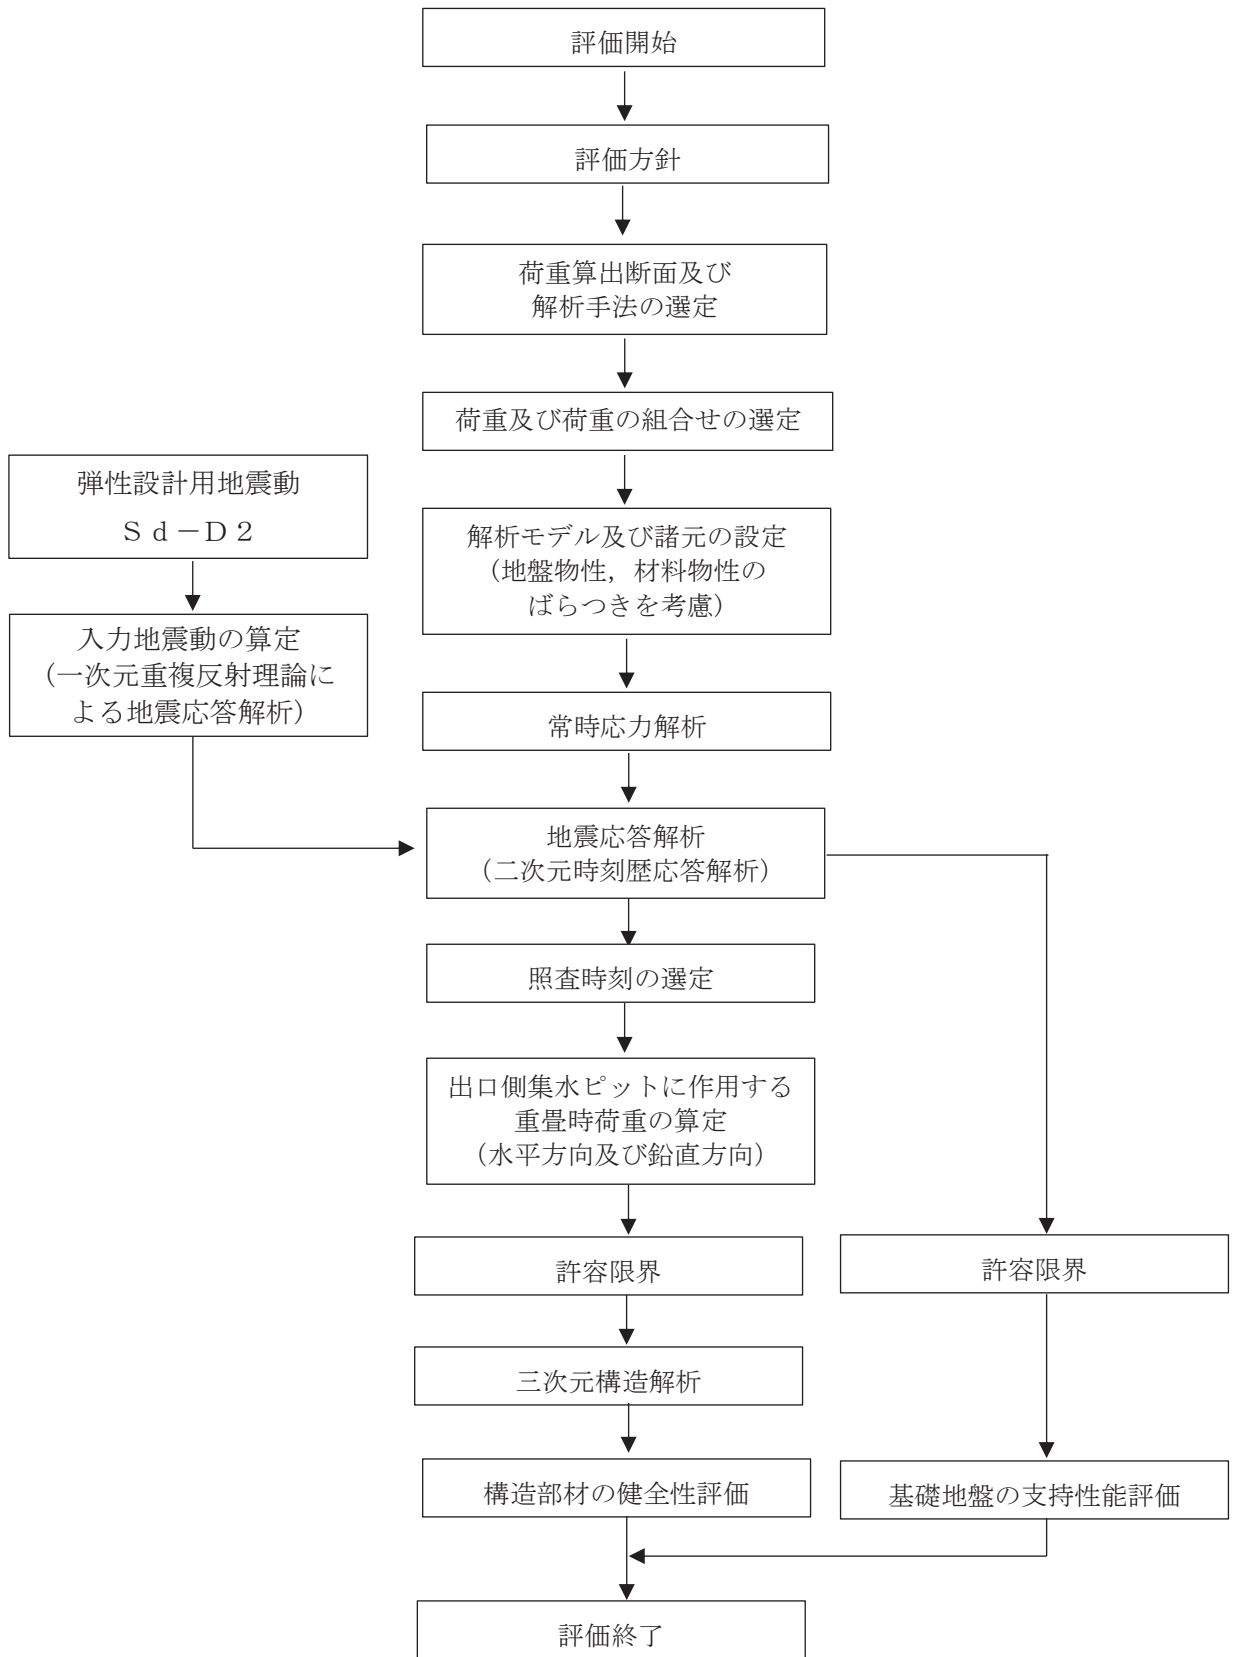 評価開始
評価方針
荷重算出断面及び
解析手法の選定
荷重及び荷重の組合せの選定
弾性設計用地震動
Ｓｄ－Ｄ２
解析モデル及び諸元の設定
（地盤物性，材料物性の
ばらつきを考慮）
入力地震動の算定
（一次元重複反射理論に
よる地震応答解析）
常時応力解析
地震応答解析
（二次元時刻歴応答解析）
照査時刻の選定
出口側集水ピットに作用する
重畳時荷重の算定
（水平方向及び鉛直方向）
許容限界
許容限界
三次元構造解析
構造部材の健全性評価
基礎地盤の支持性能評価
評価終了